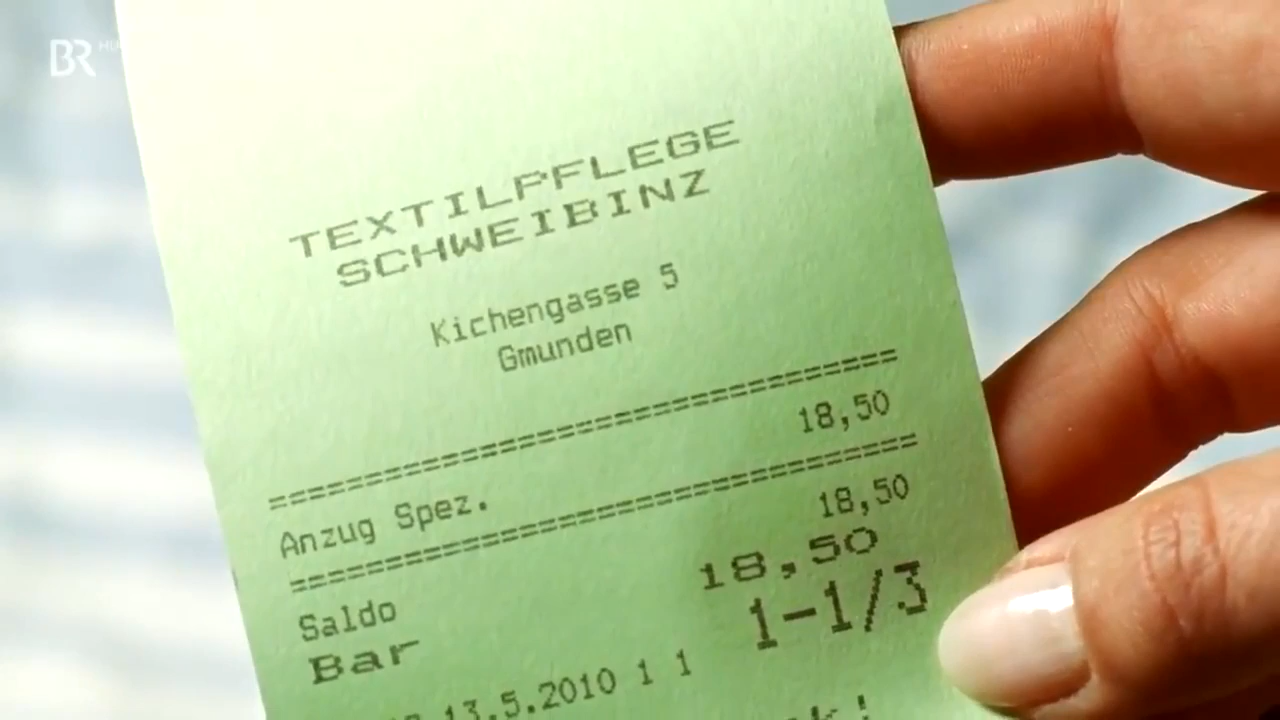 BR
TEXTILPFLEGE
SCHWEIBINZ
Kichengasse 5
Gmunden
==============================
Anzug Spez. 18,50
==============================
Saldo 18,50
Bar 18,50
1-1/3
13.5.2010 1 1